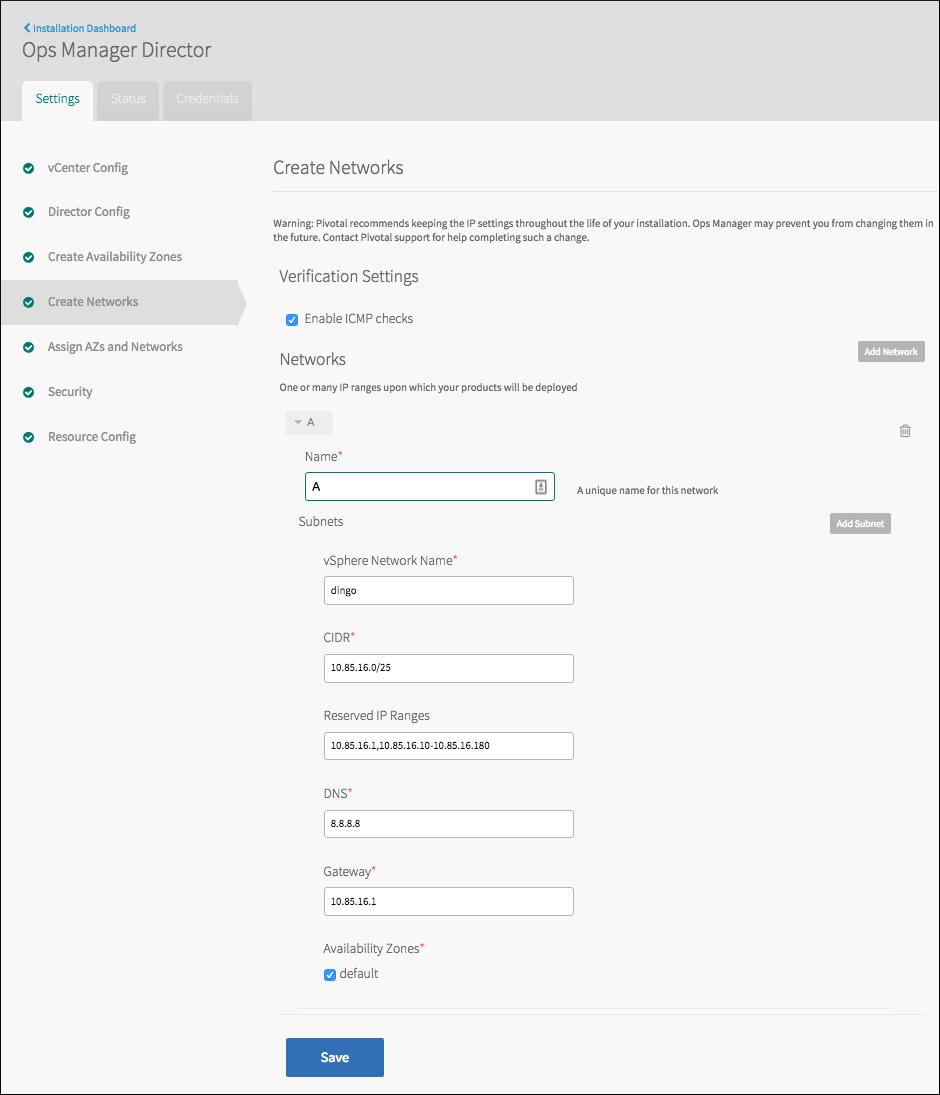 Installation Dashboard
Ops Manager Director
Settings
Status
Credentials
vCenter Config
Director Config
Create Availability Zones
Create Networks
Assign AZs and Networks
Security
Resource Config
Create Networks
Warning: Pivotal recommends keeping the IP settings throughout the life of your installation. Ops Manager may prevent you from changing them in
the future. Contact Pivotal support for help completing such a change.
Verification Settings
Enable ICMP checks
Networks
Add Network
One or many IP ranges upon which your products will be deployed
A
Name*
A
A unique name for this network
Subnets
Add Subnet
vSphere Network Name*
dingo
CIDR*
10.85.16.0/25
Reserved IP Ranges
10.85.16.1,10.85.16.10-10.85.16.180
DNS*
8.8.8.8
Gateway*
10.85.16.1
Availability Zones*
default
Save